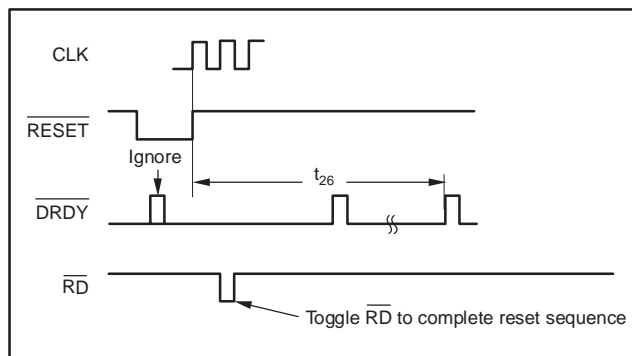 CLK
RESET
Ignore
t26
DRDY
RD
Toggle RD to complete reset sequence